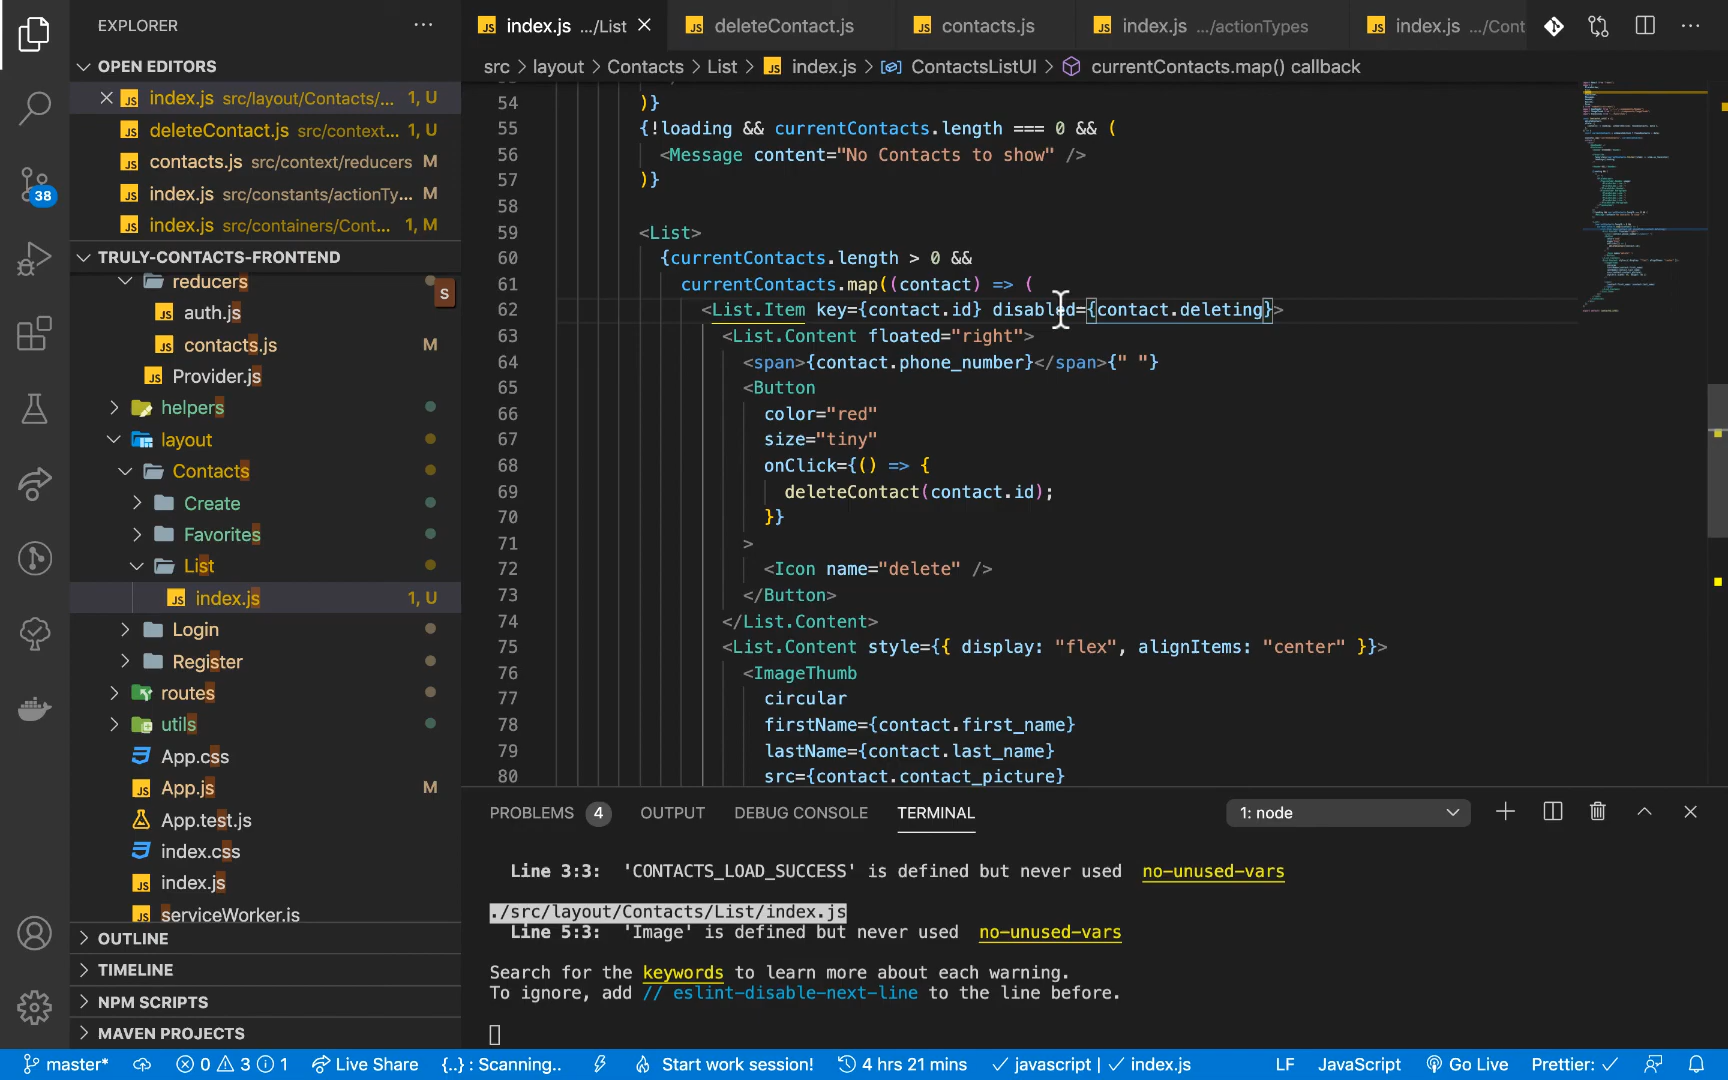 EXPLORER
OPEN EDITORS
index.js src/layout/Contacts/... 1, U
deleteContact.js src/context... 1, U
contacts.js src/context/reducers M
index.js src/constants/actionTy... M
index.js src/containers/Cont... 1, M
TRULY-CONTACTS-FRONTEND
reducers
S
auth.js
contacts.js M
Provider.js
helpers
layout
Contacts
Create
Favorites
List
index.js 1, U
Login
Register
routes
utils
App.css
App.js M
App.test.js
index.css
index.js
serviceWorker.js
OUTLINE
TIMELINE
NPM SCRIPTS
MAVEN PROJECTS
38
index.js .../List
deleteContact.js
contacts.js
index.js .../actionTypes
index.js .../Cont
src > layout > Contacts > List > index.js > ContactsListUI > currentContacts.map() callback
54 )}
55 {!loading && currentContacts.length === 0 && (
56 <Message content="No Contacts to show" />
57 )}
58
59 <List>
60 {currentContacts.length > 0 &&
61 currentContacts.map((contact) => (
62 <List.Item key={contact.id} disabled={contact.deleting}>
63 <List.Content floated="right">
64 <span>{contact.phone_number}</span>{" "}
65 <Button
66 color="red"
67 size="tiny"
68 onClick={() => {
69 deleteContact(contact.id);
70 }}
71 >
72 <Icon name="delete" />
73 </Button>
74 </List.Content>
75 <List.Content style={{ display: "flex", alignItems: "center" }}>
76 <ImageThumb
77 circular
78 firstName={contact.first_name}
79 lastName={contact.last_name}
80 src={contact.contact_picture}
PROBLEMS 4 OUTPUT DEBUG CONSOLE TERMINAL 1: node
Line 3:3: 'CONTACTS_LOAD_SUCCESS' is defined but never used no-unused-vars
./src/layout/Contacts/List/index.js
Line 5:3: 'Image' is defined but never used no-unused-vars
Search for the keywords to learn more about each warning.
To ignore, add // eslint-disable-next-line to the line before.
master* 0 3 1 Live Share {..} : Scanning.. Start work session! 4 hrs 21 mins javascript | index.js LF JavaScript Go Live Prettier: